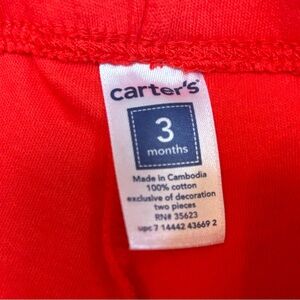 carter's
3
months
Made in Cambodia
100% cotton
exclusive of decoration
two pieces
RN# 35623
upc 7 14442 43669 2